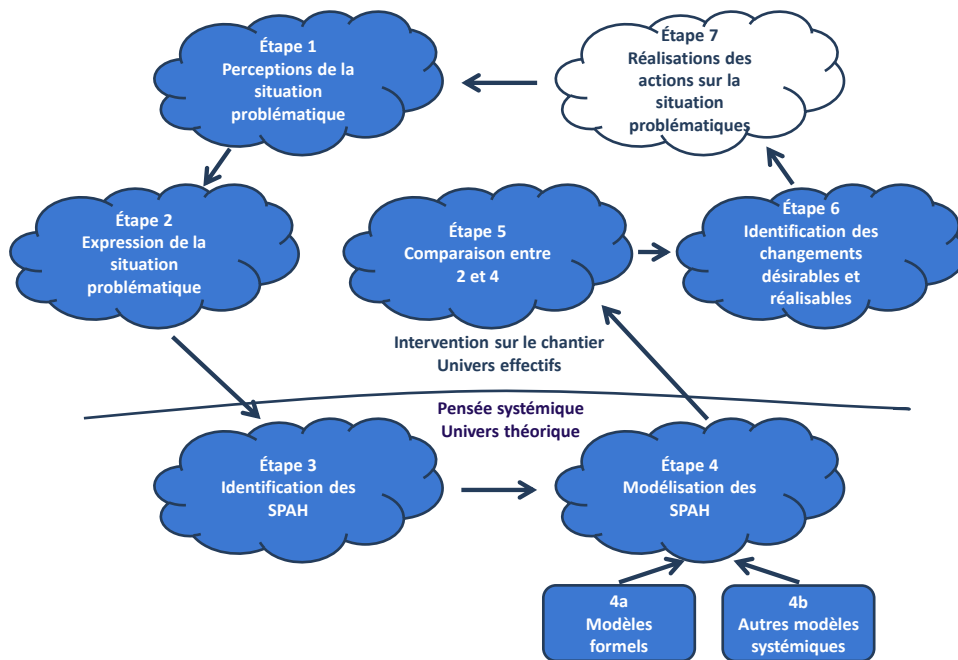 Étape 1
Perceptions de la
situation
problématique
Étape 7
Réalisations des
actions sur la
situation
problématiques
Étape 2
Expression de la
situation
problématique
Étape 5
Comparaison entre
2 et 4
Étape 6
Identification des
changements
désirables et
réalisables
Intervention sur le chantier
Univers effectifs
Pensée systémique
Univers théorique
Étape 3
Identification des
SPAH
Étape 4
Modélisation des
SPAH
4a
Modèles
formels
4b
Autres modèles
systémiques